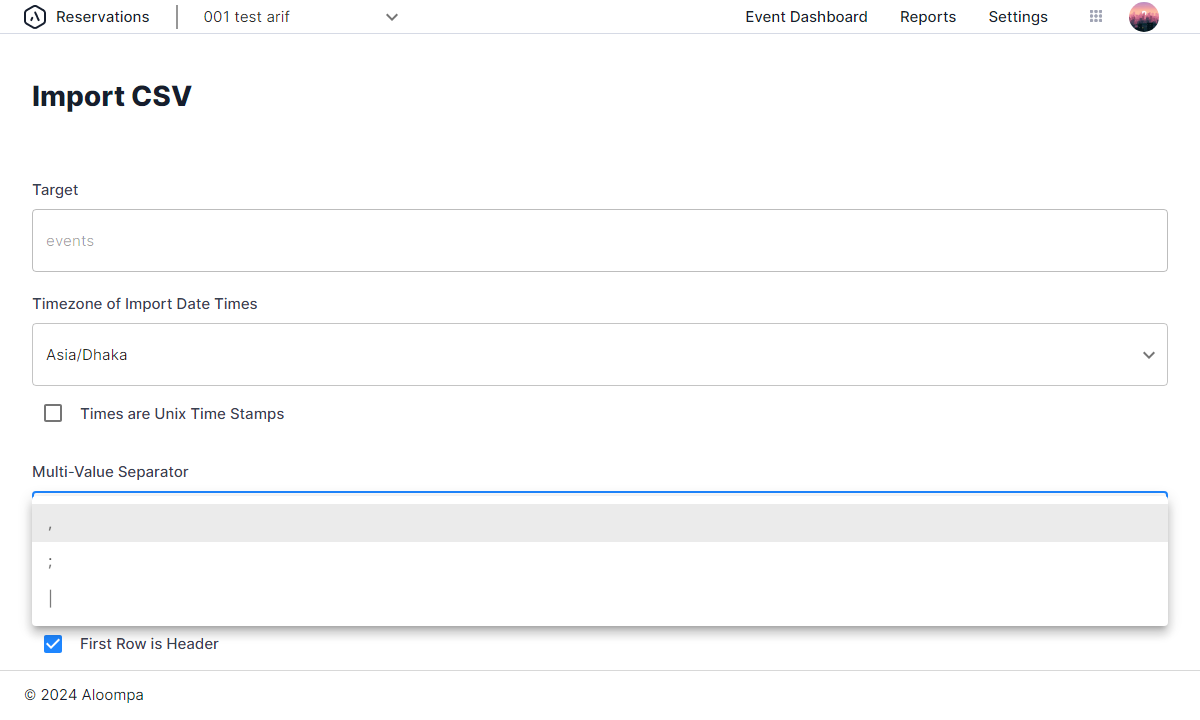 Reservations
001 test arif
Event Dashboard
Reports
Settings
Import CSV
Target
events
Timezone of Import Date Times
Asia/Dhaka
Times are Unix Time Stamps
Multi-Value Separator
,
;
|
First Row is Header
© 2024 Aloompa